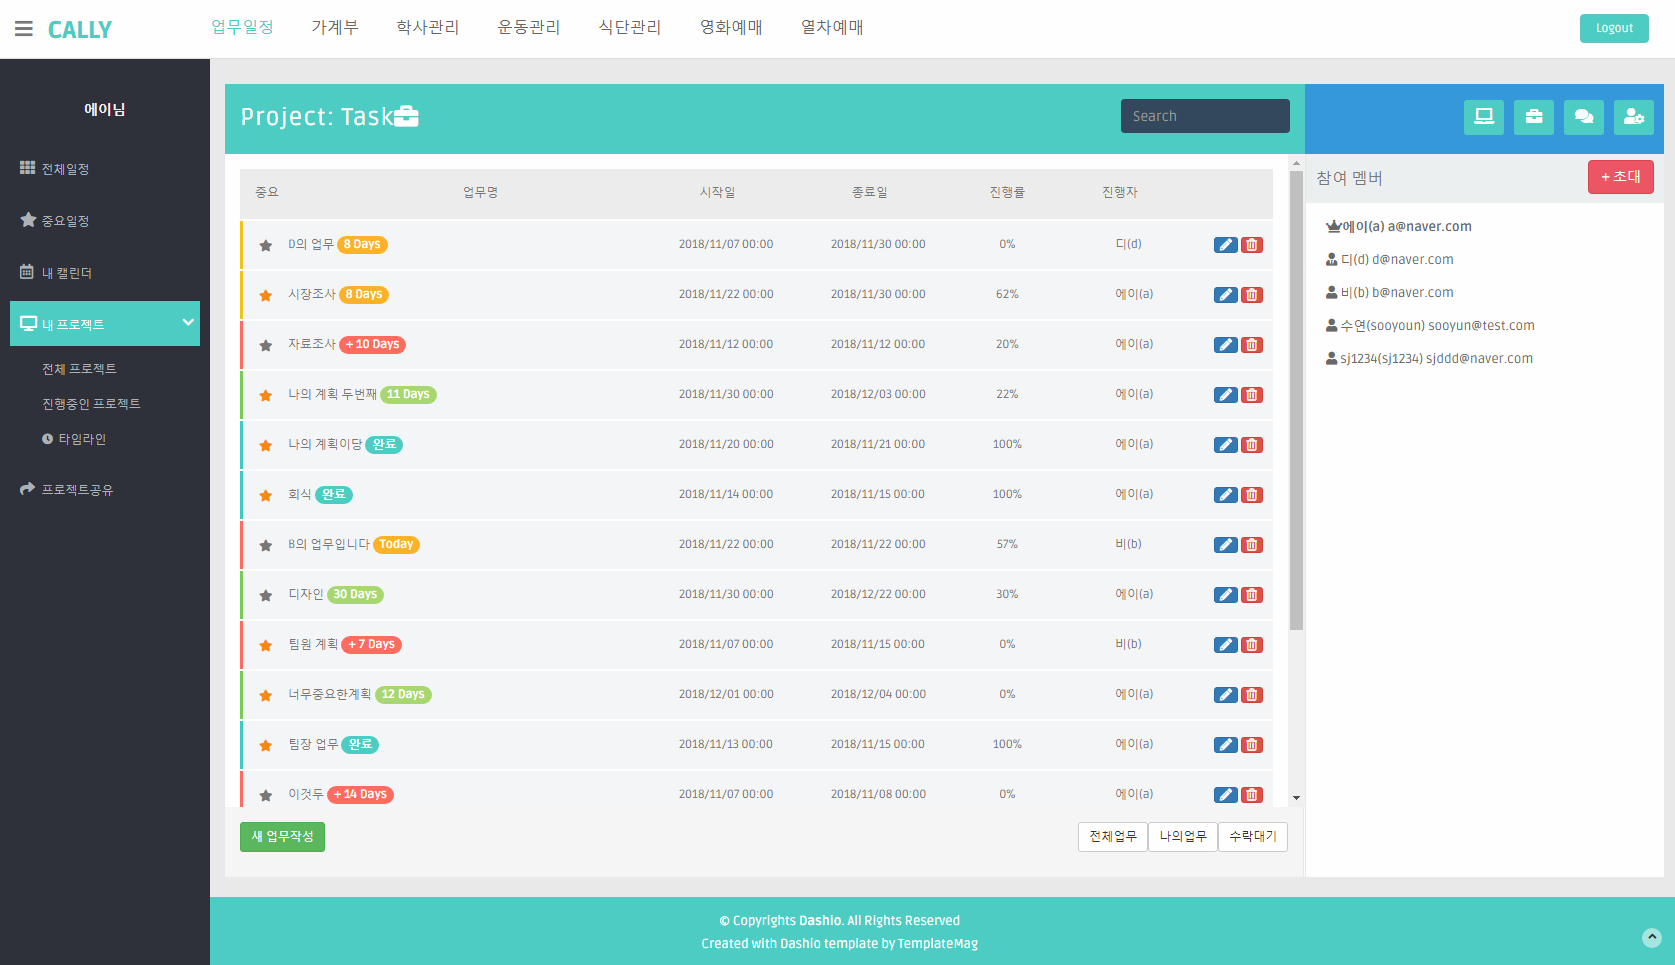 CALLY 업무일정 가계부 학사관리 운동관리 식단관리 영화예매 열차예매 Logout
에이님
전체일정
중요일정
내 캘린더
내 프로젝트
전체 프로젝트
진행중인 프로젝트
타임라인
프로젝트공유
Project: Task Search
중요 업무명 시작일 종료일 진행률 진행자
D의 업무 8 Days 2018/11/07 00:00 2018/11/30 00:00 0% 디(d)
시장조사 8 Days 2018/11/22 00:00 2018/11/30 00:00 62% 에이(a)
자료조사 + 10 Days 2018/11/12 00:00 2018/11/12 00:00 20% 에이(a)
나의 계획 두번째 11 Days 2018/11/30 00:00 2018/12/03 00:00 22% 에이(a)
나의 계획이당 완료 2018/11/20 00:00 2018/11/21 00:00 100% 에이(a)
회식 완료 2018/11/14 00:00 2018/11/15 00:00 100% 에이(a)
B의 업무입니다 Today 2018/11/22 00:00 2018/11/22 00:00 57% 비(b)
디자인 30 Days 2018/11/30 00:00 2018/12/22 00:00 30% 에이(a)
팀원 계획 + 7 Days 2018/11/07 00:00 2018/11/15 00:00 0% 비(b)
너무중요한계획 12 Days 2018/12/01 00:00 2018/12/04 00:00 0% 에이(a)
팀장 업무 완료 2018/11/13 00:00 2018/11/15 00:00 100% 에이(a)
이것두 + 14 Days 2018/11/07 00:00 2018/11/08 00:00 0% 에이(a)
새 업무작성 전체업무 나의업무 수락대기
참여 멤버 + 초대
에이(a) a@naver.com
디(d) d@naver.com
비(b) b@naver.com
수연(sooyoun) sooyun@test.com
sj1234(sj1234) sjddd@naver.com
© Copyrights Dashio. All Rights Reserved
Created with Dashio template by TemplateMag